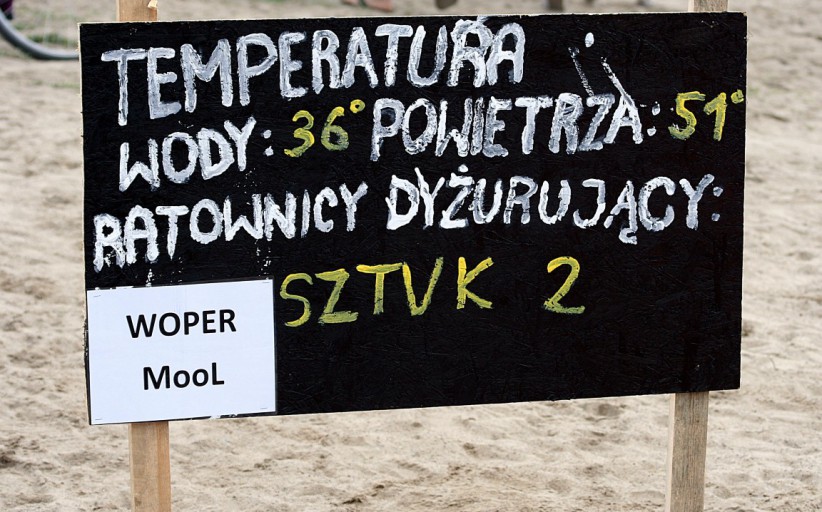 TEMPERATURA
WODY: 36° POWIETRZA: 51°
RATOWNICY DYŻURUJĄCY:
SZTUK 2
WOPER
MooL